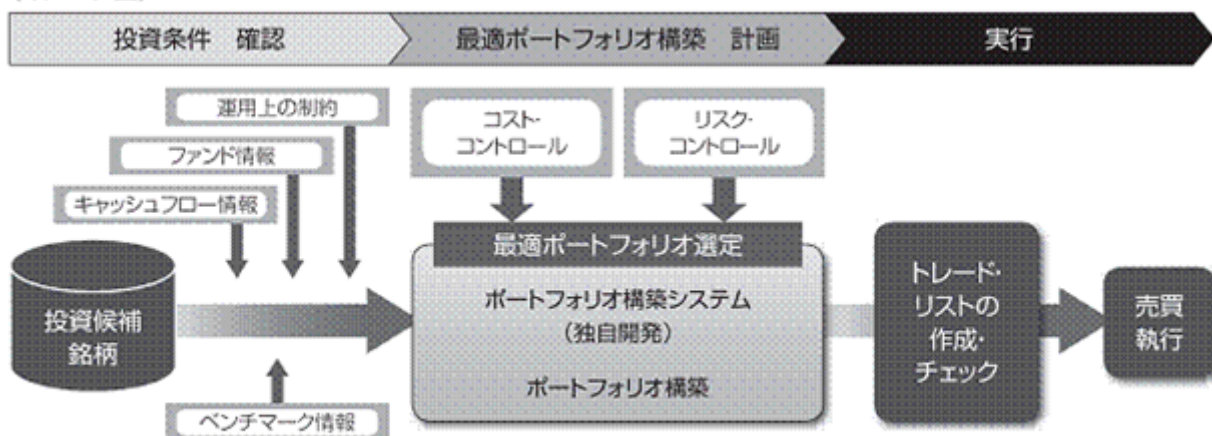 投資条件 確認
最適ポートフォリオ構築 計画
実行
運用上の制約
ファンド情報
キャッシュフロー情報
コスト・
コントロール
リスク・
コントロール
投資候補
銘柄
最適ポートフォリオ選定
ポートフォリオ構築システム
(独自開発)
ポートフォリオ構築
ベンチマーク情報
トレード・
リストの
作成・
チェック
売買
執行